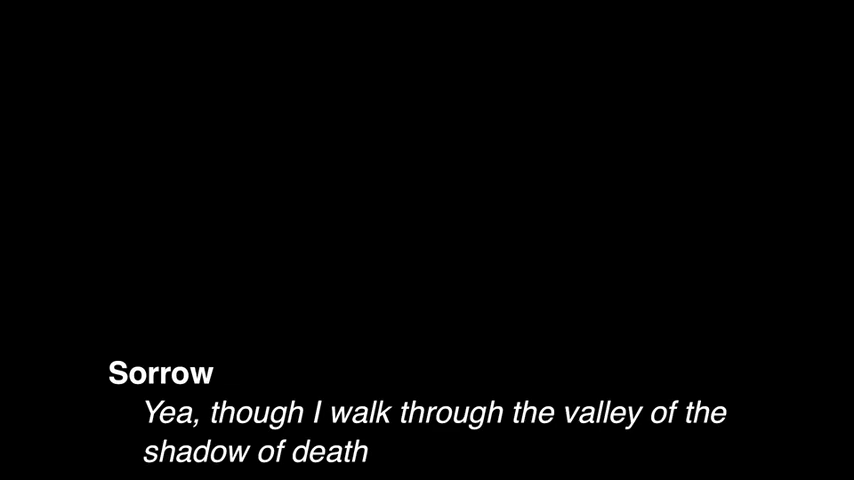 Sorrow
Yea, though I walk through the valley of the
shadow of death